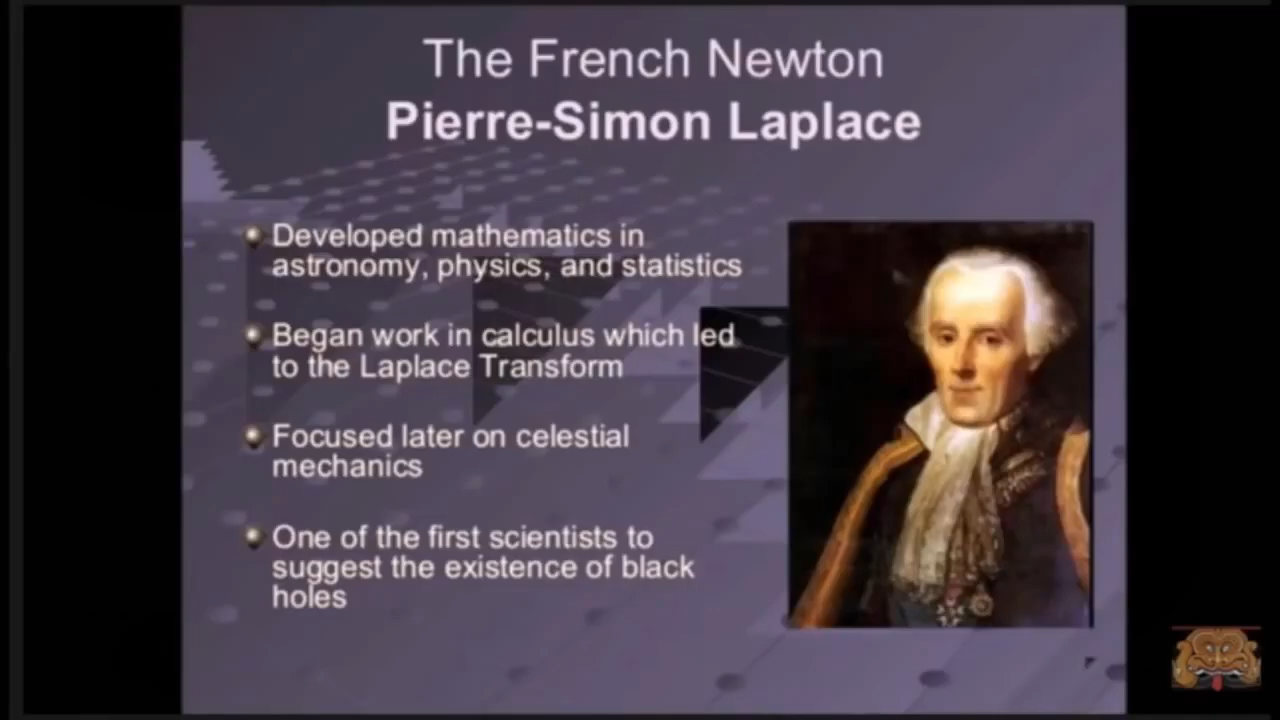 The French Newton
Pierre-Simon Laplace
Developed mathematics in
astronomy, physics, and statistics
Began work in calculus which led
to the Laplace Transform
Focused later on celestial
mechanics
One of the first scientists to
suggest the existence of black
holes